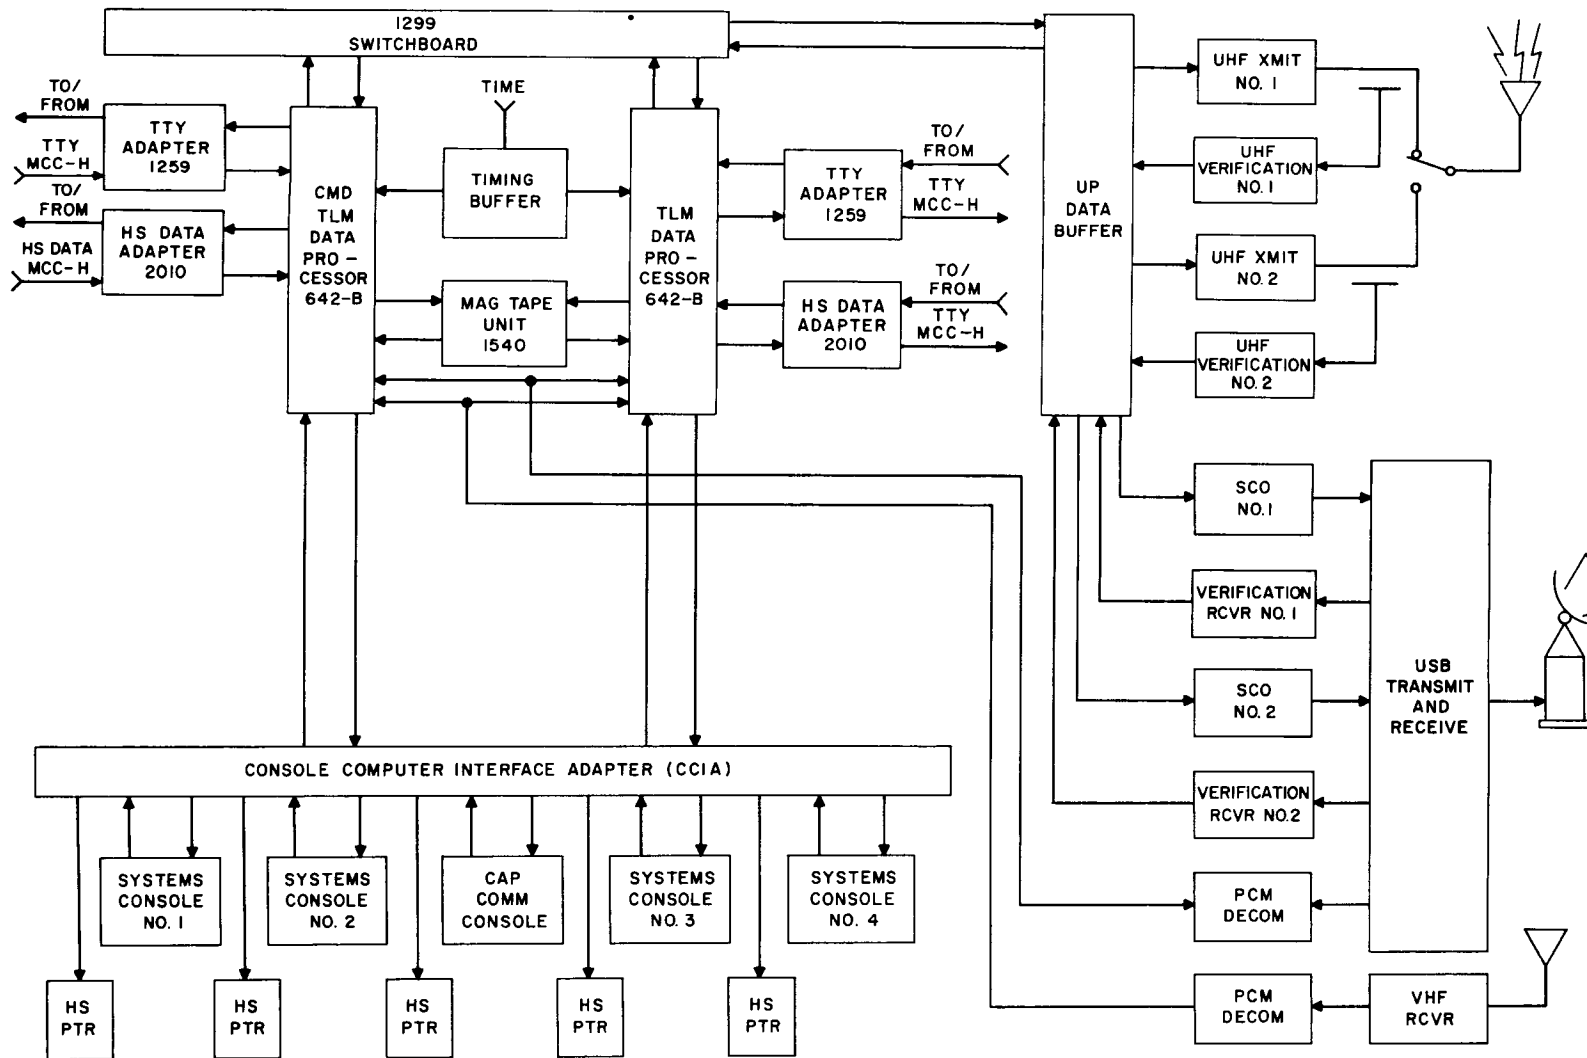 1299
SWITCHBOARD
TO/
FROM
TTY
MCC-H
TO/
FROM
HS DATA
MCC-H
TTY
ADAPTER
1259
HS DATA
ADAPTER
2010
CMD
TLM
DATA
PRO-
CESSOR
642-B
TIME
TIMING
BUFFER
MAG TAPE
UNIT
1540
TLM
DATA
PRO-
CESSOR
642-B
TTY
ADAPTER
1259
TO/
FROM
TTY
MCC-H
HS DATA
ADAPTER
2010
TO/
FROM
TTY
MCC-H
UP
DATA
BUFFER
UHF XMIT
NO. 1
UHF
VERIFICATION
NO. 1
UHF XMIT
NO. 2
UHF
VERIFICATION
NO. 2
SCO
NO. 1
VERIFICATION
RCVR NO. 1
SCO
NO. 2
VERIFICATION
RCVR NO. 2
USB
TRANSMIT
AND
RECEIVE
PCM
DECOM
PCM
DECOM
VHF
RCVR
CONSOLE COMPUTER INTERFACE ADAPTER (CCIA)
SYSTEMS
CONSOLE
NO. 1
SYSTEMS
CONSOLE
NO. 2
CAP
COMM
CONSOLE
SYSTEMS
CONSOLE
NO. 3
SYSTEMS
CONSOLE
NO. 4
HS
PTR
HS
PTR
HS
PTR
HS
PTR
HS
PTR